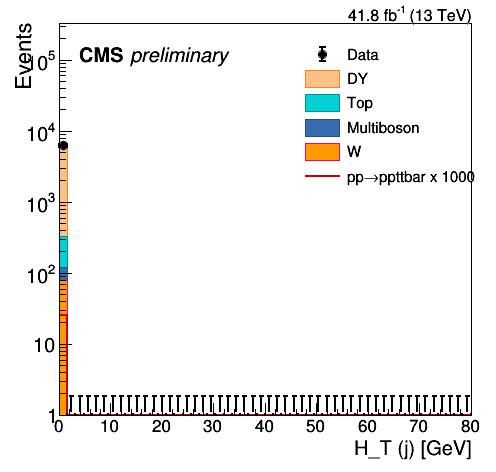 41.8 fb⁻¹ (13 TeV)
Events
CMS preliminary
Data
DY
Top
Multiboson
W
pp→ppttbar x 1000
10⁵
10⁴
10³
10²
10
1
0 10 20 30 40 50 60 70 80
H_T (j) [GeV]